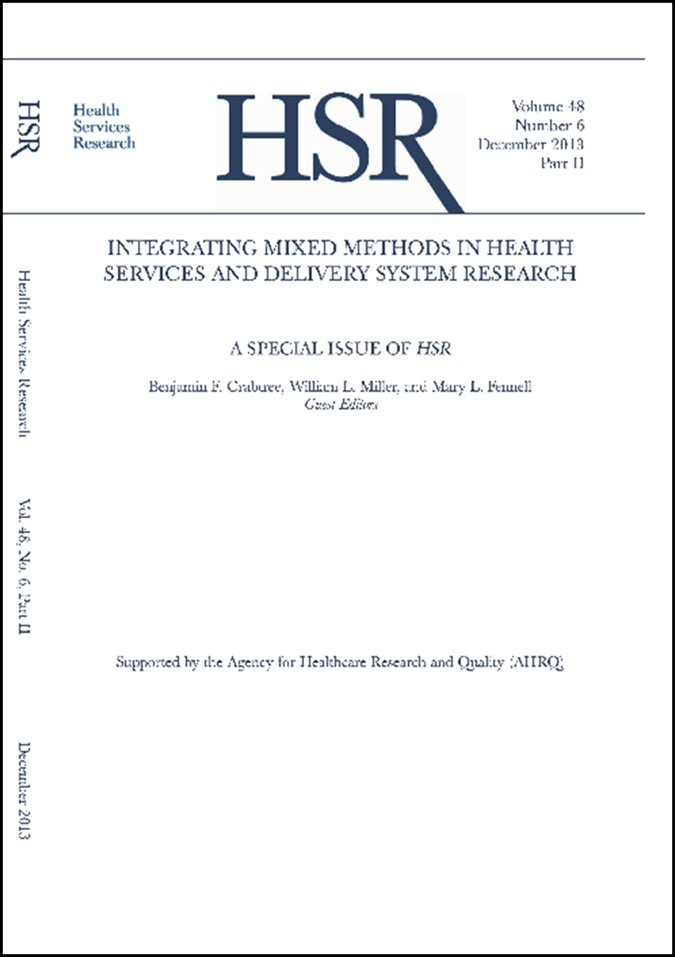 HSR
Health
Services
Research
HSR
Volume 48
Number 6
December 2013
Part II
INTEGRATING MIXED METHODS IN HEALTH
SERVICES AND DELIVERY SYSTEM RESEARCH
A SPECIAL ISSUE OF HSR
Benjamin F. Crabtree, William L. Miller, and Mary L. Fennell
Guest Editors
Supported by the Agency for Healthcare Research and Quality (AHRQ)
Health Services Research
Vol. 48, No. 6, Part II
December 2013